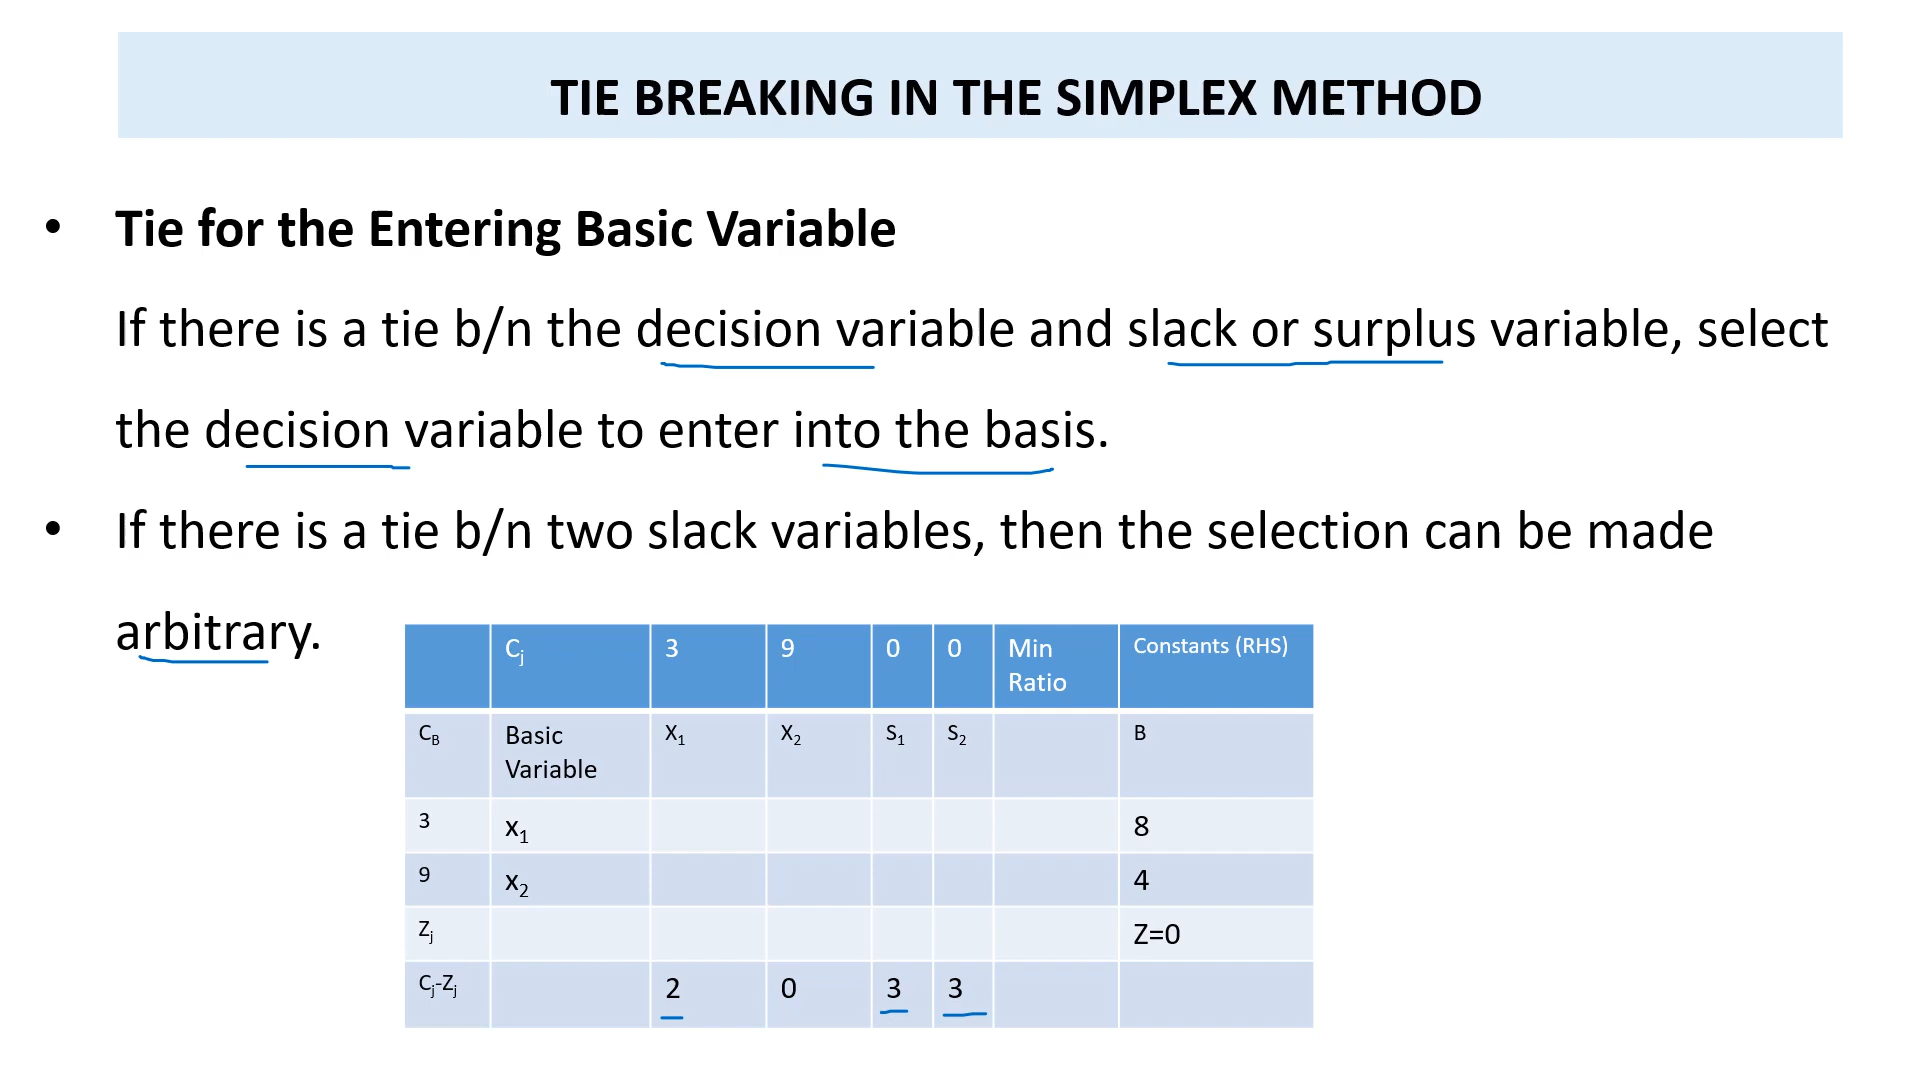 TIE BREAKING IN THE SIMPLEX METHOD
• Tie for the Entering Basic Variable
If there is a tie b/n the decision variable and slack or surplus variable, select
the decision variable to enter into the basis.
• If there is a tie b/n two slack variables, then the selection can be made
arbitrary.
Cj 3 9 0 0 Min Ratio Constants (RHS)
CB Basic Variable X1 X2 S1 S2 B
3 x1 8
9 x2 4
Zj Z=0
Cj-Zj 2 0 3 3